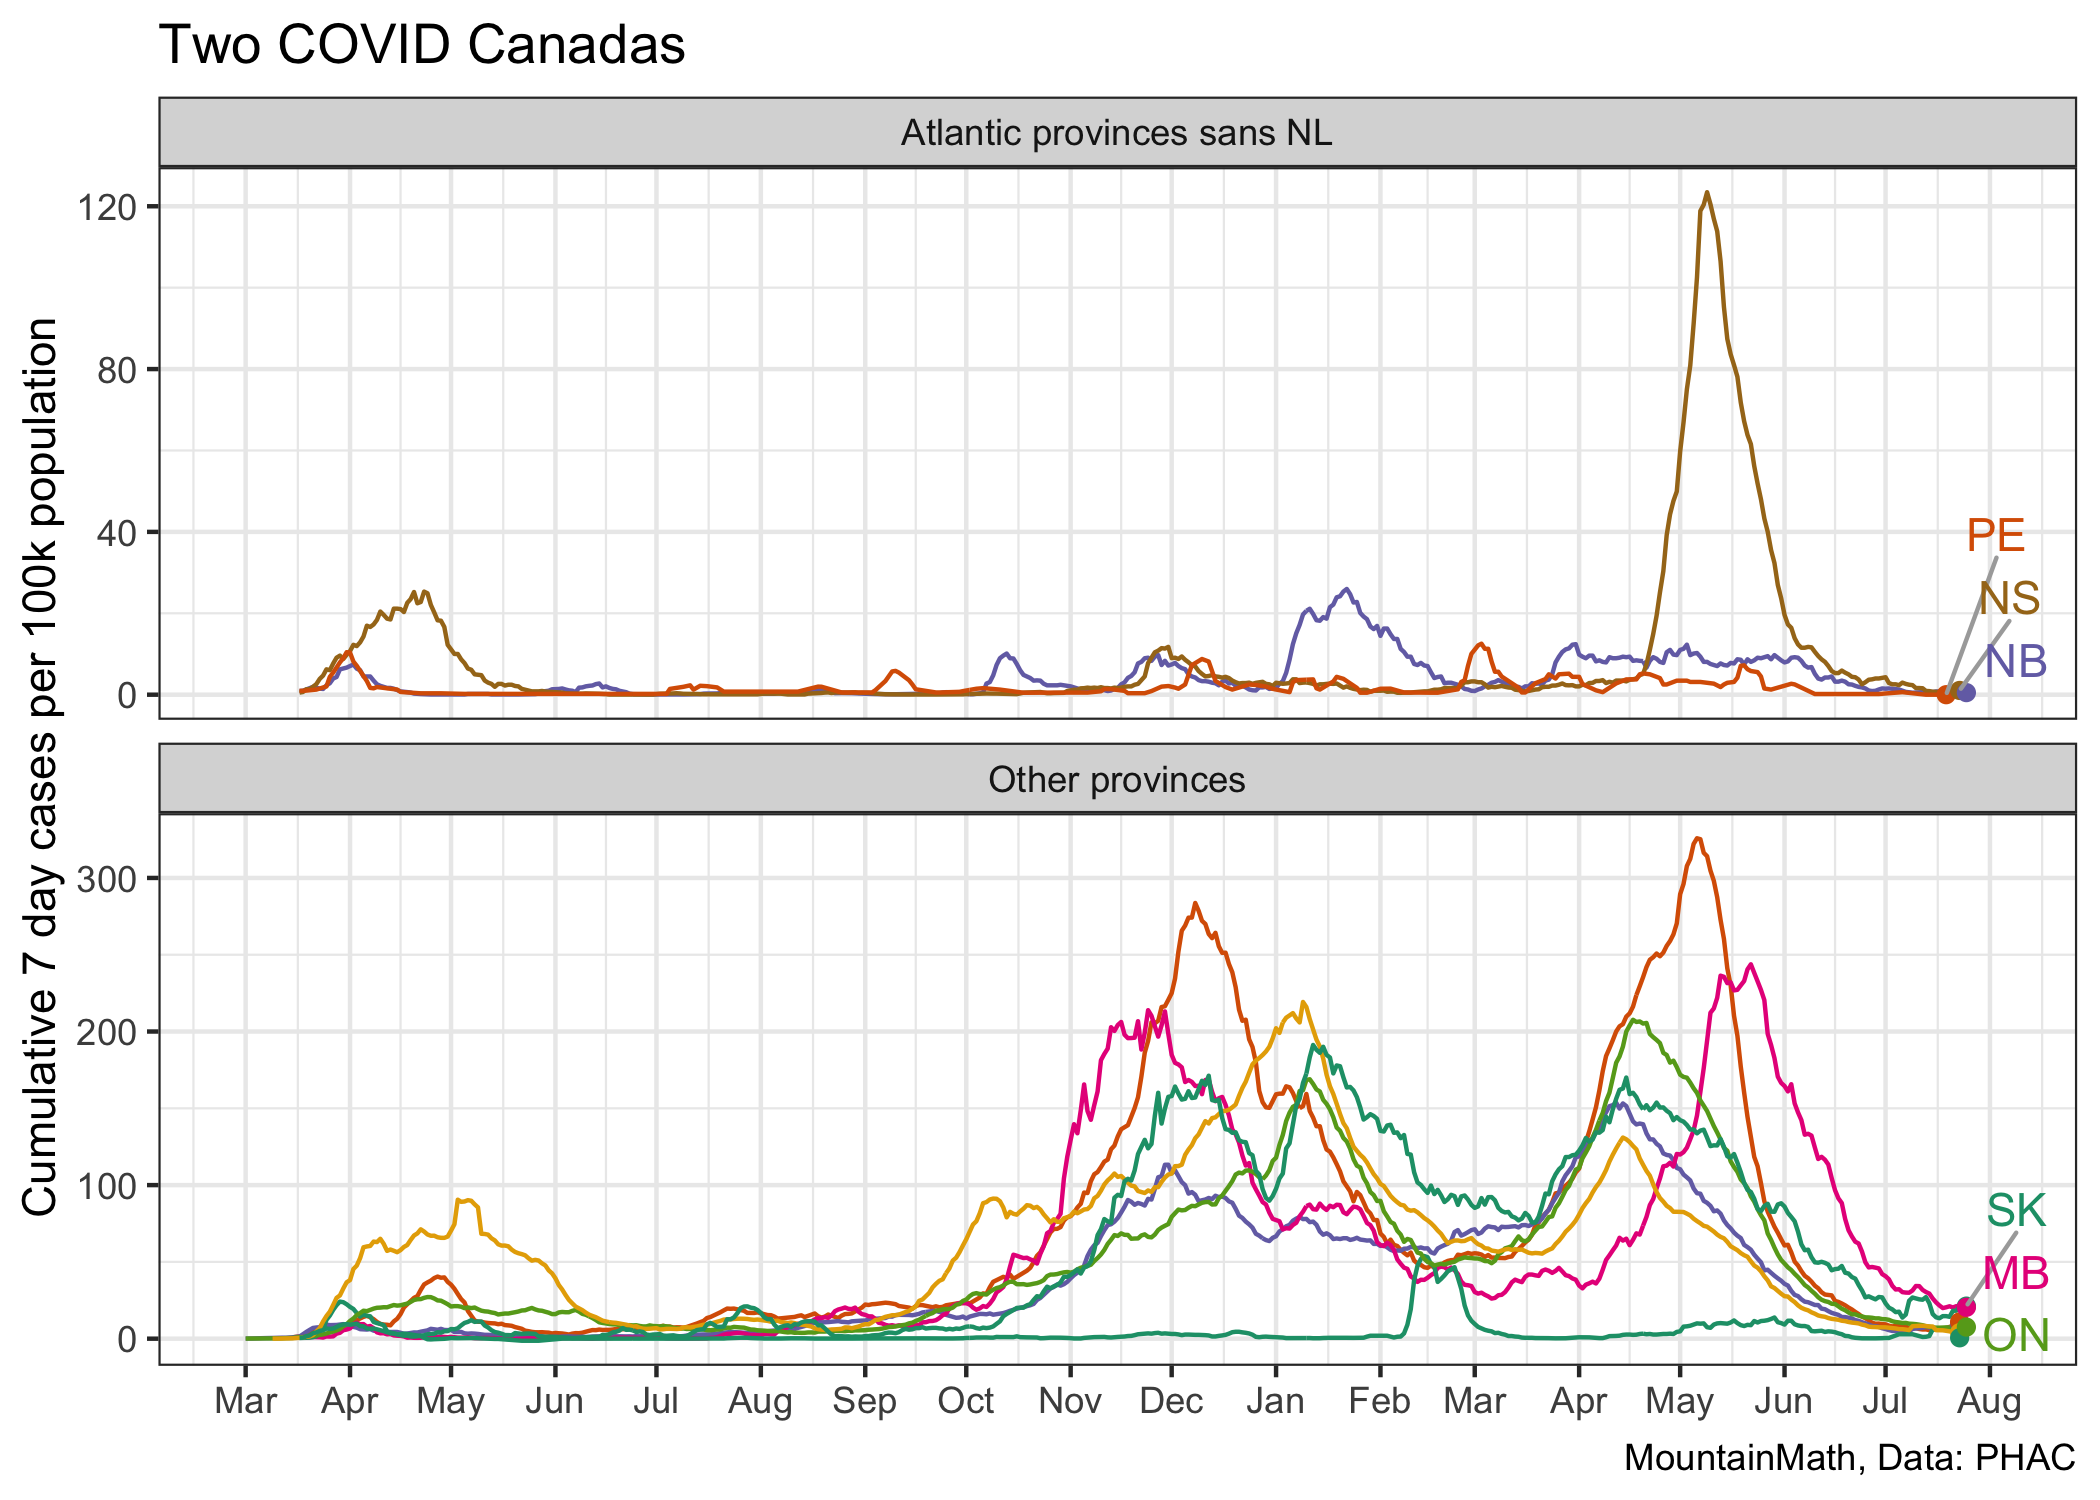 Two COVID Canadas
Atlantic provinces sans NL
120
80
40
0
PE
NS
NB
Cumulative 7 day cases per 100k population
Other provinces
300
200
100
0
SK
MB
ON
Mar Apr May Jun Jul Aug Sep Oct Nov Dec Jan Feb Mar Apr May Jun Jul Aug
MountainMath, Data: PHAC